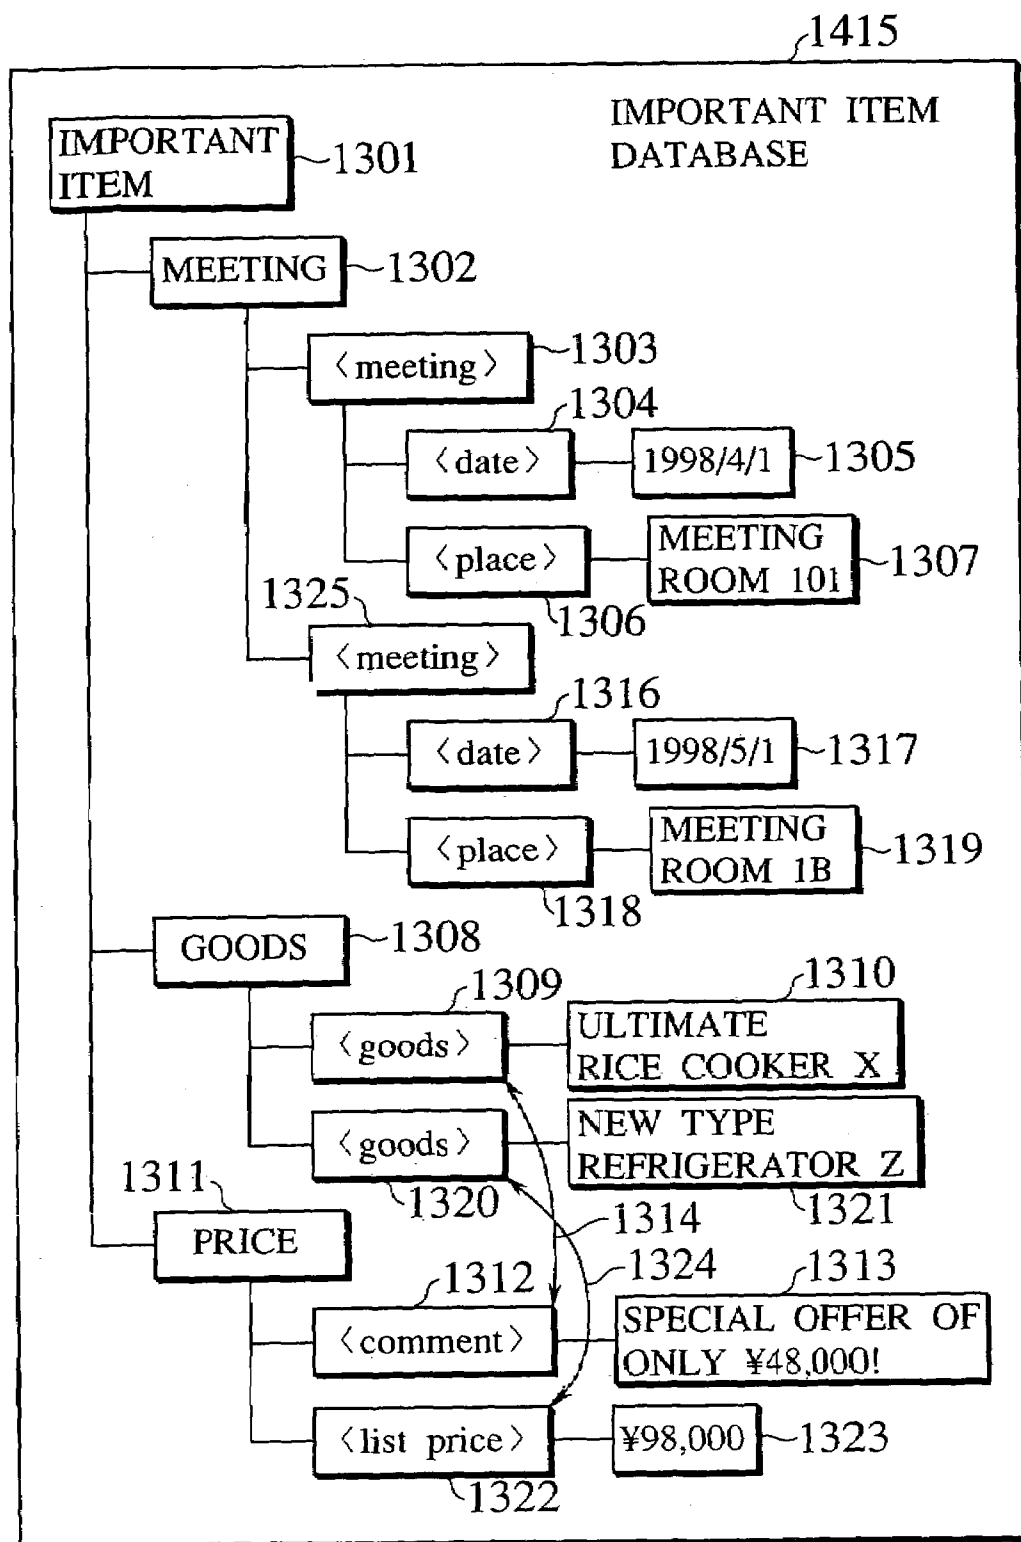 1415
IMPORTANT ITEM
DATABASE
IMPORTANT
ITEM
1301
MEETING
1302
〈meeting〉
1303
1304
〈date〉
1998/4/1
1305
〈place〉
MEETING
ROOM 101
1307
1325
1306
〈meeting〉
1316
〈date〉
1998/5/1
1317
〈place〉
MEETING
ROOM 1B
1319
1318
GOODS
1308
1309
1310
〈goods〉
ULTIMATE
RICE COOKER X
〈goods〉
NEW TYPE
REFRIGERATOR Z
1311
1320
1321
1314
PRICE
1324
1312
1313
〈comment〉
SPECIAL OFFER OF
ONLY ¥48,000!
〈list price〉
¥98,000
1323
1322